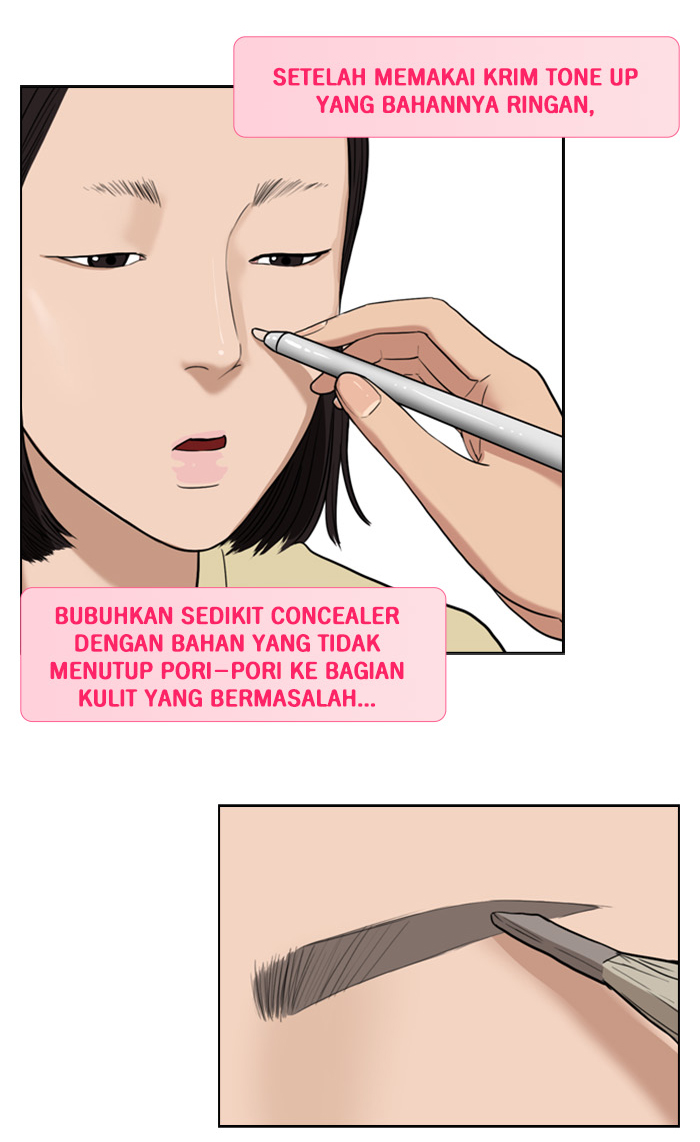 SETELAH MEMAKAI KRIM TONE UP
YANG BAHANNYA RINGAN,
BUBUHKAN SEDIKIT CONCEALER
DENGAN BAHAN YANG TIDAK
MENUTUP PORI-PORI KE BAGIAN
KULIT YANG BERMASALAH...